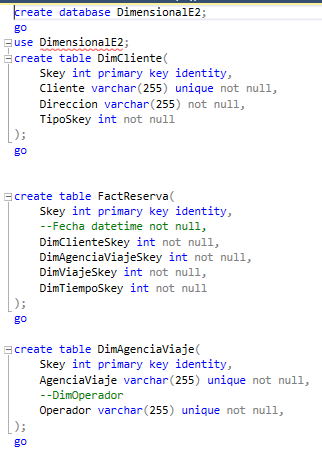 create database DimensionalE2;
go
use DimensionalE2;
create table DimCliente(
    Skey int primary key identity,
    Cliente varchar(255) unique not null,
    Direccion varchar(255) not null,
    TipoSkey int not null
);
go
create table FactReserva(
    Skey int primary key identity,
    --Fecha datetime not null,
    DimClienteSkey int not null,
    DimAgenciaViajeSkey int not null,
    DimViajeSkey int not null,
    DimTiempoSkey int not null
);
go
create table DimAgenciaViaje(
    Skey int primary key identity,
    AgenciaViaje varchar(255) unique not null,
    --DimOperador
    Operador varchar(255) unique not null,
);
go